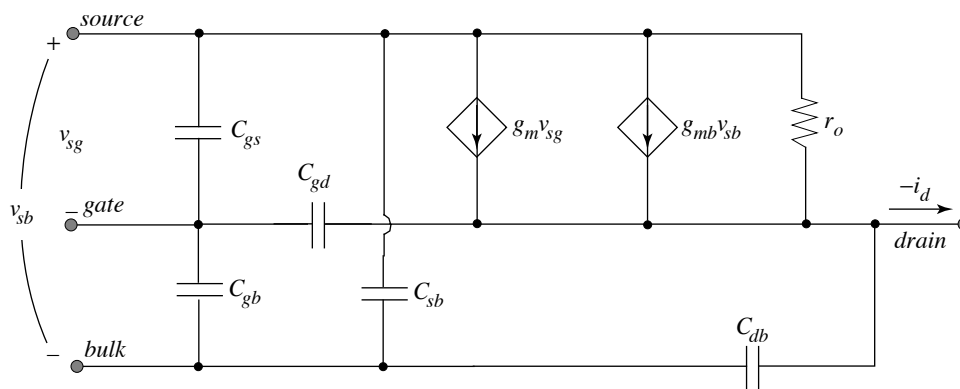 source
+
v_sg
C_gs
g_m v_sg
g_mb v_sb
r_o
C_gd
−i_d
v_sb
− gate
drain
C_gb
C_sb
C_db
− bulk